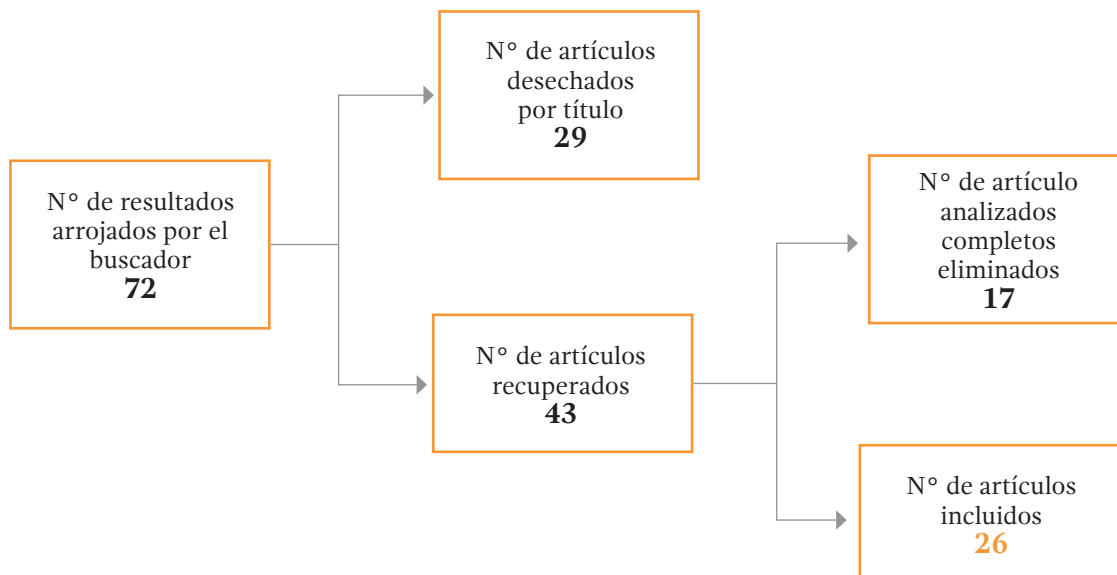 N° de resultados
arrojados por el
buscador
72
N° de artículos
desechados
por título
29
N° de artículos
recuperados
43
N° de artículo
analizados
completos
eliminados
17
N° de artículos
incluidos
26